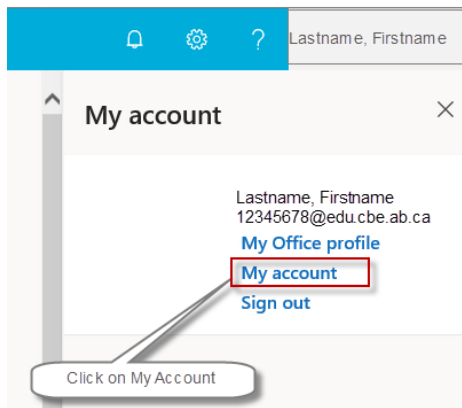 ? Lastname, Firstname
My account
Lastname, Firstname
12345678@edu.cbe.ab.ca
My Office profile
My account
Sign out
Click on My Account